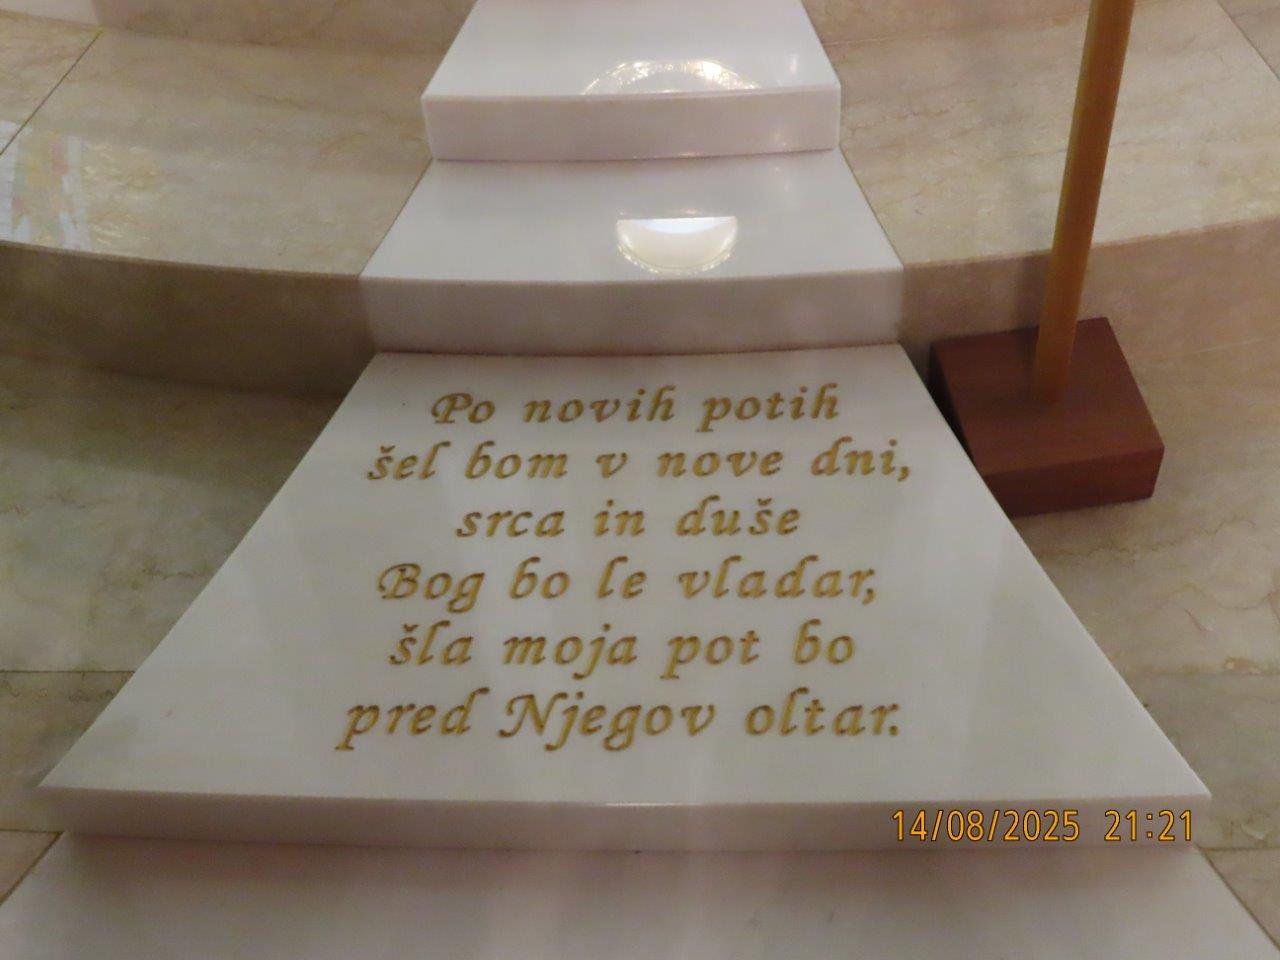 Po novih potih
šel bom v nove dni,
srca in duše
Bog bo le vladar,
šla moja pot bo
pred Njegov oltar.
14/08/2025 21:21